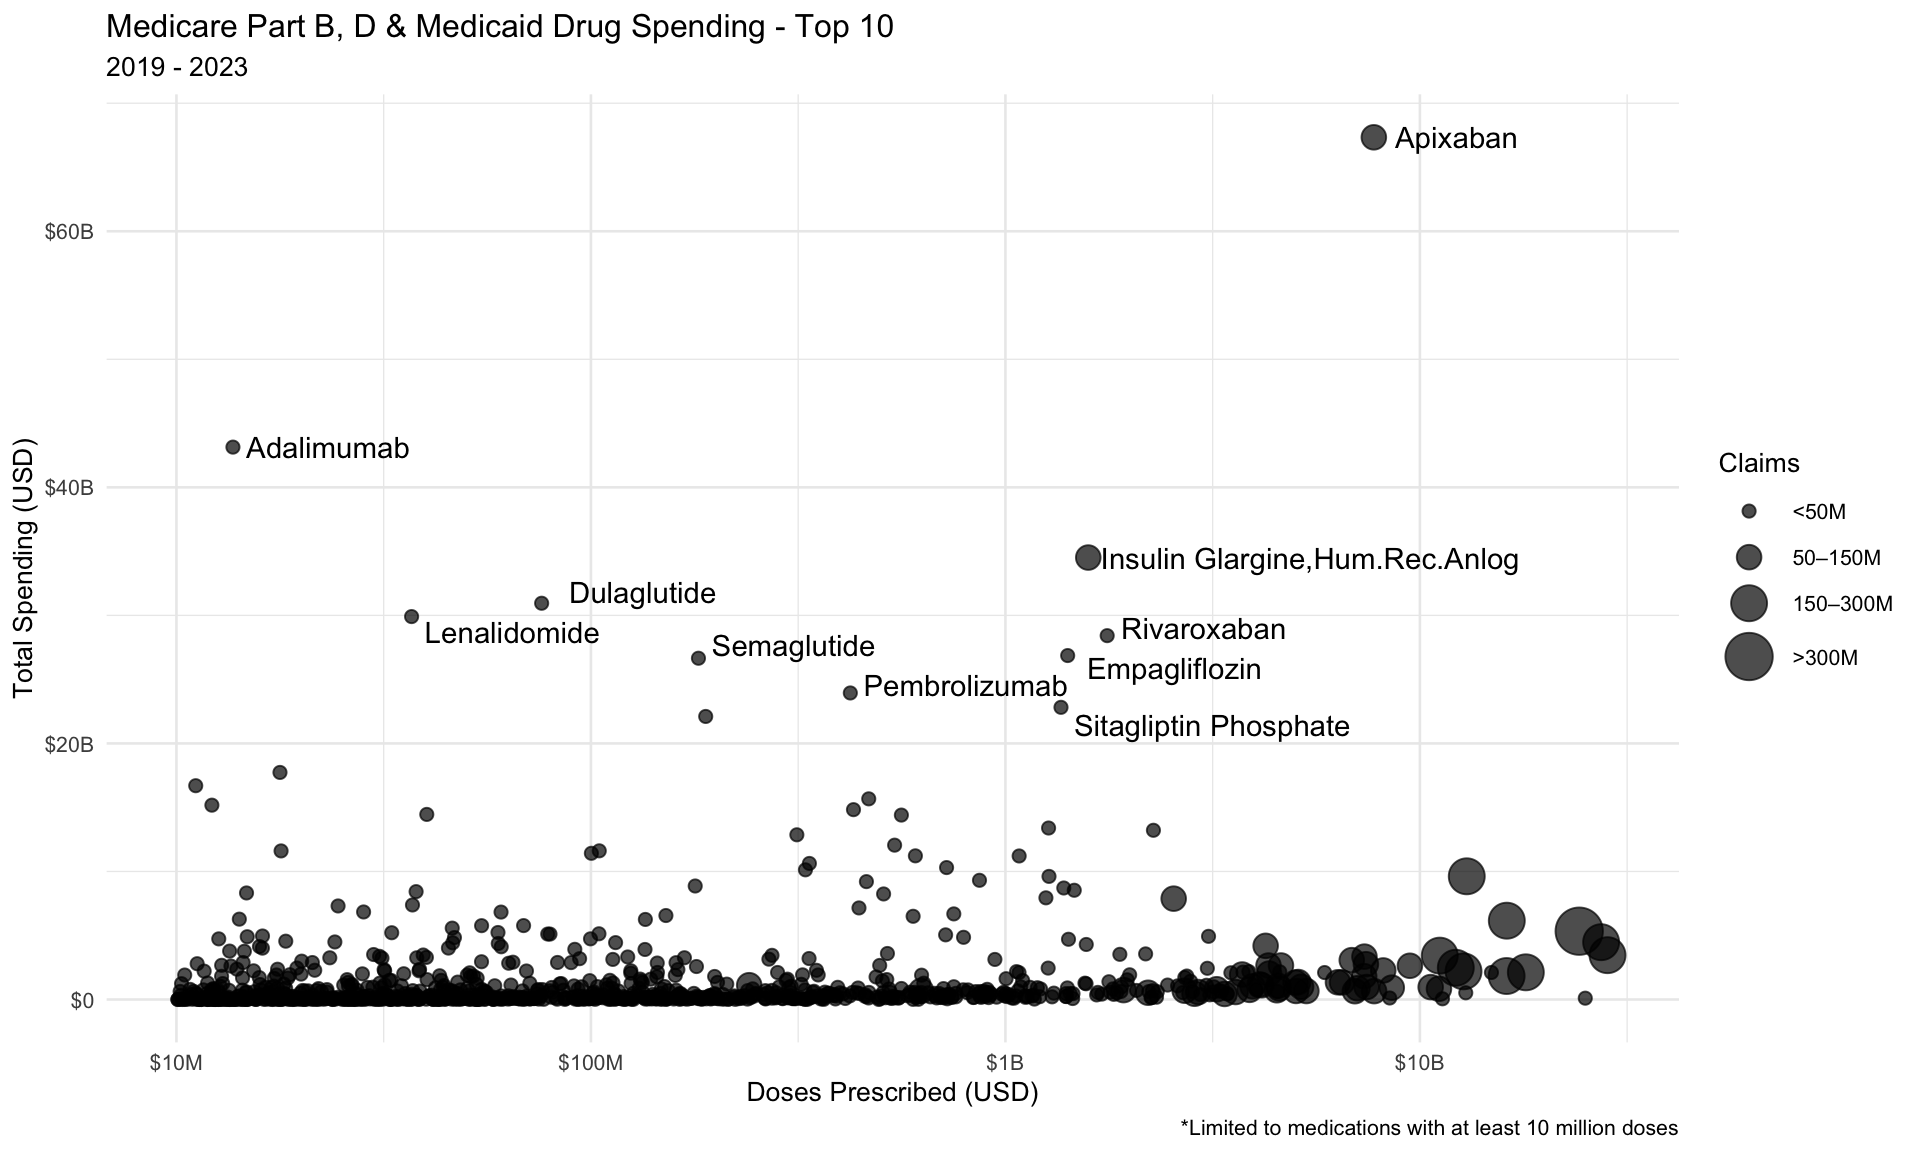 Medicare Part B, D & Medicaid Drug Spending - Top 10
2019 - 2023
Total Spending (USD)
$60B
$40B
$20B
$0
Apixaban
Adalimumab
Insulin Glargine,Hum.Rec.Anlog
Dulaglutide
Lenalidomide
Rivaroxaban
Semaglutide
Empagliflozin
Pembrolizumab
Sitagliptin Phosphate
Claims
<50M
50–150M
150–300M
>300M
$10M
$100M
$1B
$10B
Doses Prescribed (USD)
*Limited to medications with at least 10 million doses